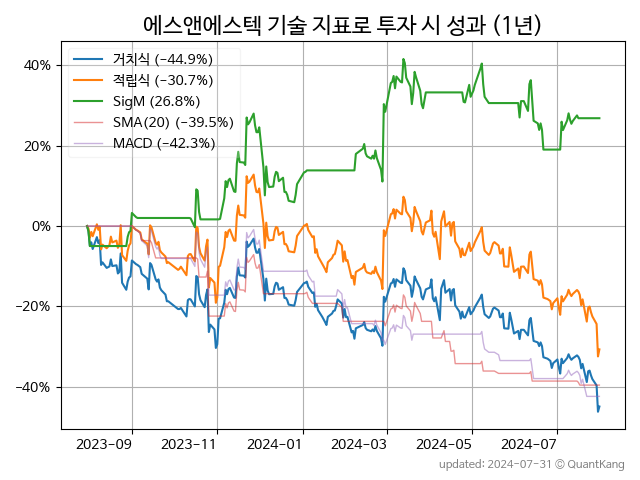 에스앤에스텍 기술 지표로 투자 시 성과 (1년)
거치식 (−44.9%)
적립식 (−30.7%)
SigM (26.8%)
SMA(20) (−39.5%)
MACD (−42.3%)
40%
20%
0%
−20%
−40%
2023-09
2023-11
2024-01
2024-03
2024-05
2024-07
updated: 2024-07-31 © QuantKang